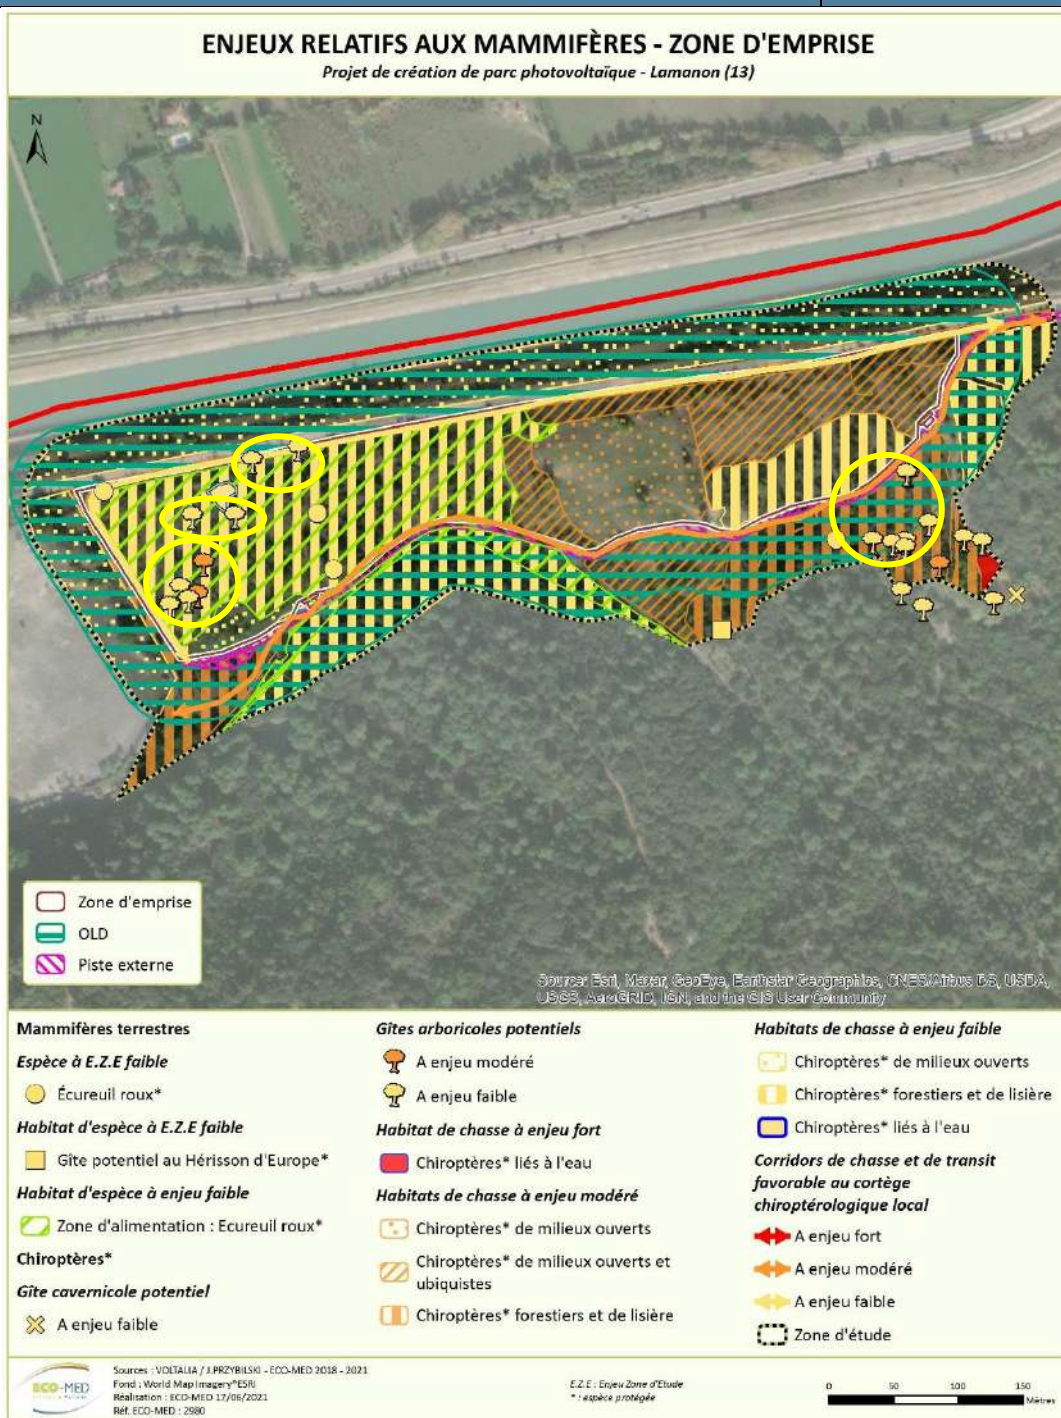 ENJEUX RELATIFS AUX MAMMIFÈRES - ZONE D'EMPRISE
Projet de création de parc photovoltaïque - Lamanon (13)
N
Zone d'emprise
OLD
Piste externe
Source: Esri, Maxar, GeoEye, Earthstar Geographics, CNES/Airbus DS, USDA,
USGS, AeroGRID, IGN, and the GIS User Community
Mammifères terrestres
Espèce à E.Z.E faible
Écureuil roux*
Habitat d'espèce à E.Z.E faible
Gîte potentiel au Hérisson d'Europe*
Habitat d'espèce à enjeu faible
Zone d'alimentation : Ecureuil roux*
Chiroptères*
Gîte cavernicole potentiel
A enjeu faible
Gîtes arboricoles potentiels
A enjeu modéré
A enjeu faible
Habitat de chasse à enjeu fort
Chiroptères* liés à l'eau
Habitats de chasse à enjeu modéré
Chiroptères* de milieux ouverts
Chiroptères* de milieux ouverts et
ubiquistes
Chiroptères* forestiers et de lisière
Habitats de chasse à enjeu faible
Chiroptères* de milieux ouverts
Chiroptères* forestiers et de lisière
Chiroptères* liés à l'eau
Corridors de chasse et de transit
favorable au cortège
chiroptérologique local
A enjeu fort
A enjeu modéré
A enjeu faible
Zone d'étude
ECO-MED
Sources : VOLTALIA / J.PRZYBILSKI - ECO-MED 2018 - 2021
Fond : World Map Imagery®ESRI
Réalisation : ECO-MED 17/06/2021
Réf. ECO-MED : 2980
E.Z.E : Enjeu Zone d'Etude
* : espèce protégée
0 50 100 150
Mètres